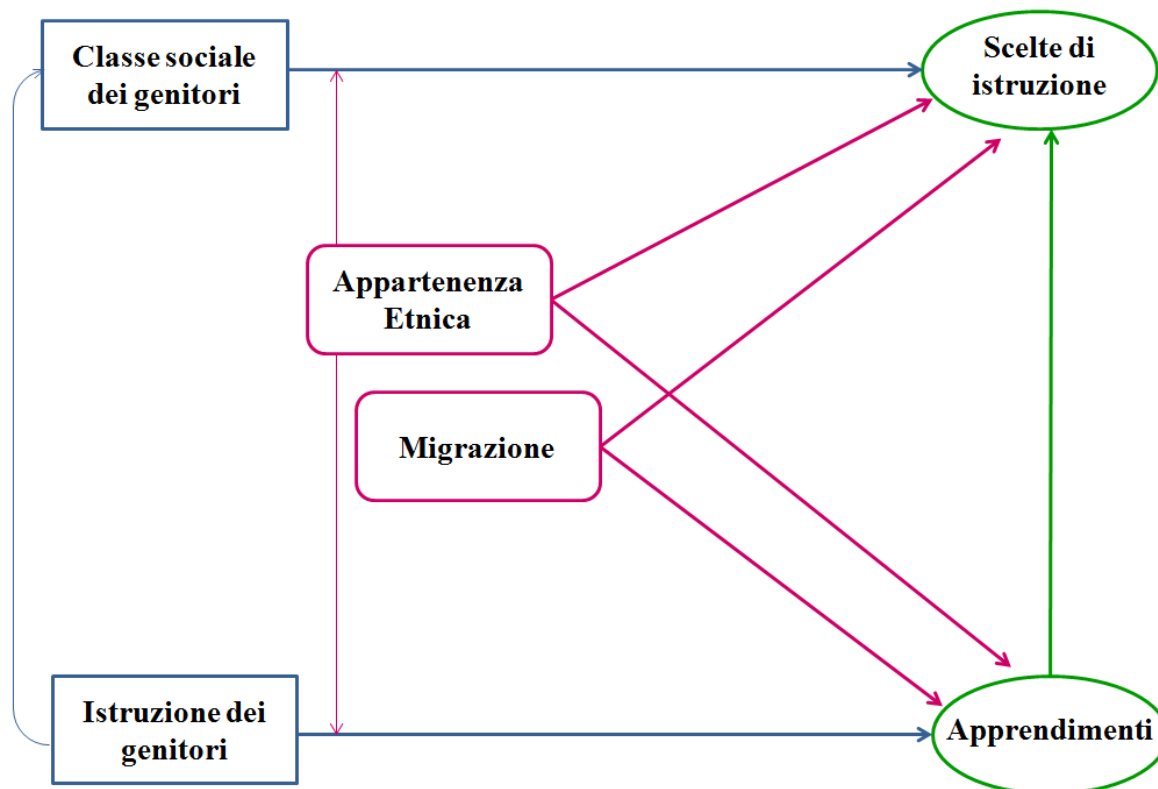 Classe sociale
dei genitori
Scelte di
istruzione
Appartenenza
Etnica
Migrazione
Istruzione dei
genitori
Apprendimenti